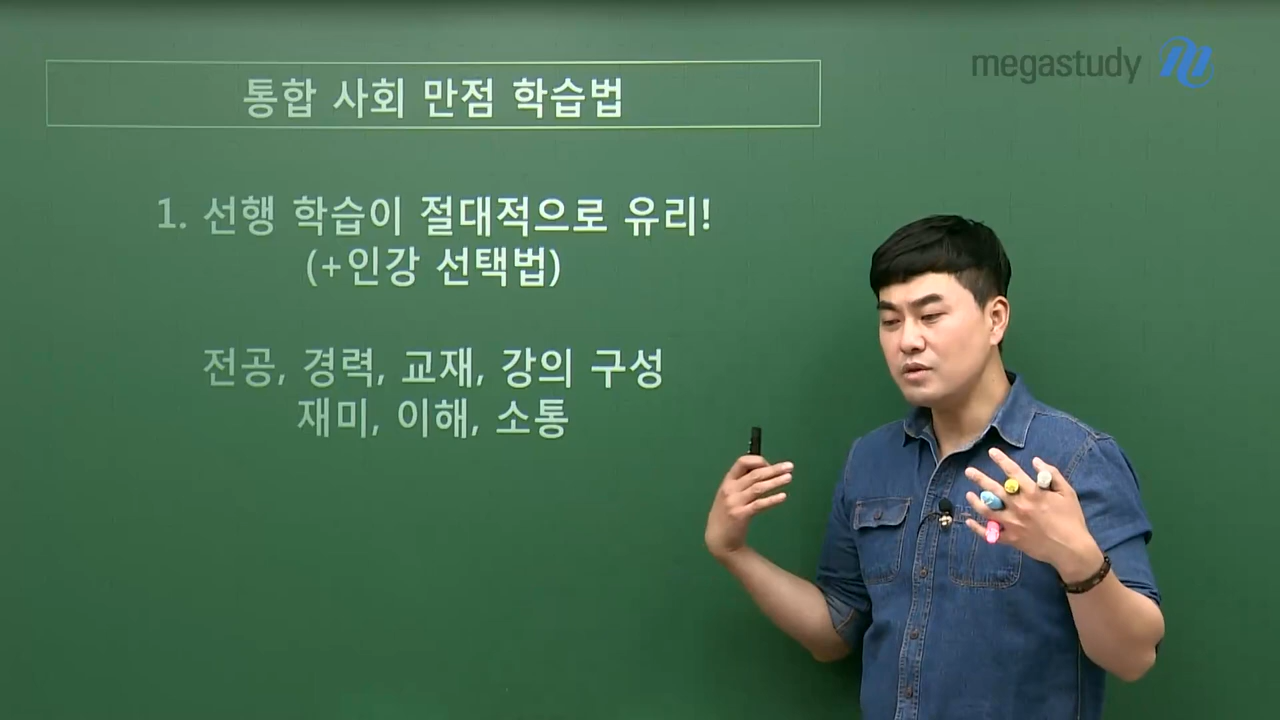 통합 사회 만점 학습법
megastudy
1. 선행 학습이 절대적으로 유리!
(+인강 선택법)
전공, 경력, 교재, 강의 구성
재미, 이해, 소통